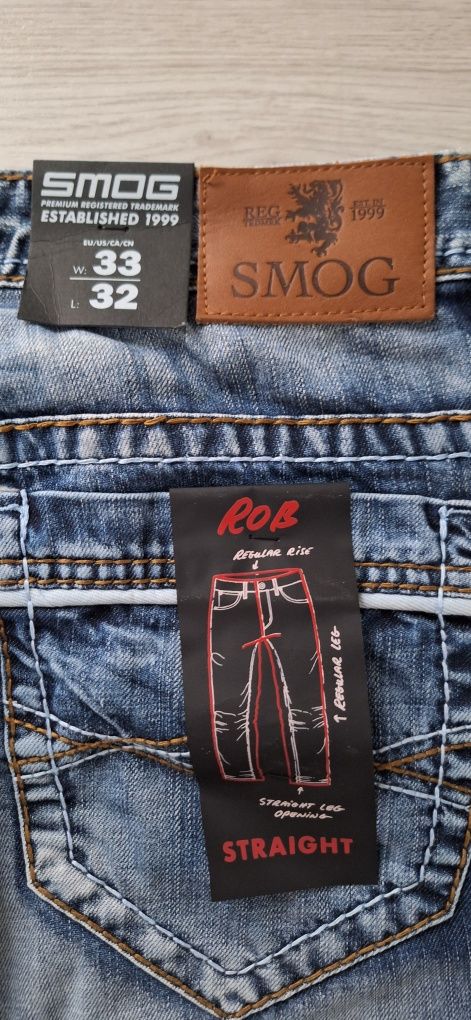 SMOG
PREMIUM REGISTERED TRADEMARK
ESTABLISHED 1999
EU/US/CA/CN
W: 33
L: 32
REG EST. IN
TRDMRK 1999
SMOG
ROB
REGULAR RISE
REGULAR LEG
STRAIGHT LEG
OPENING
STRAIGHT